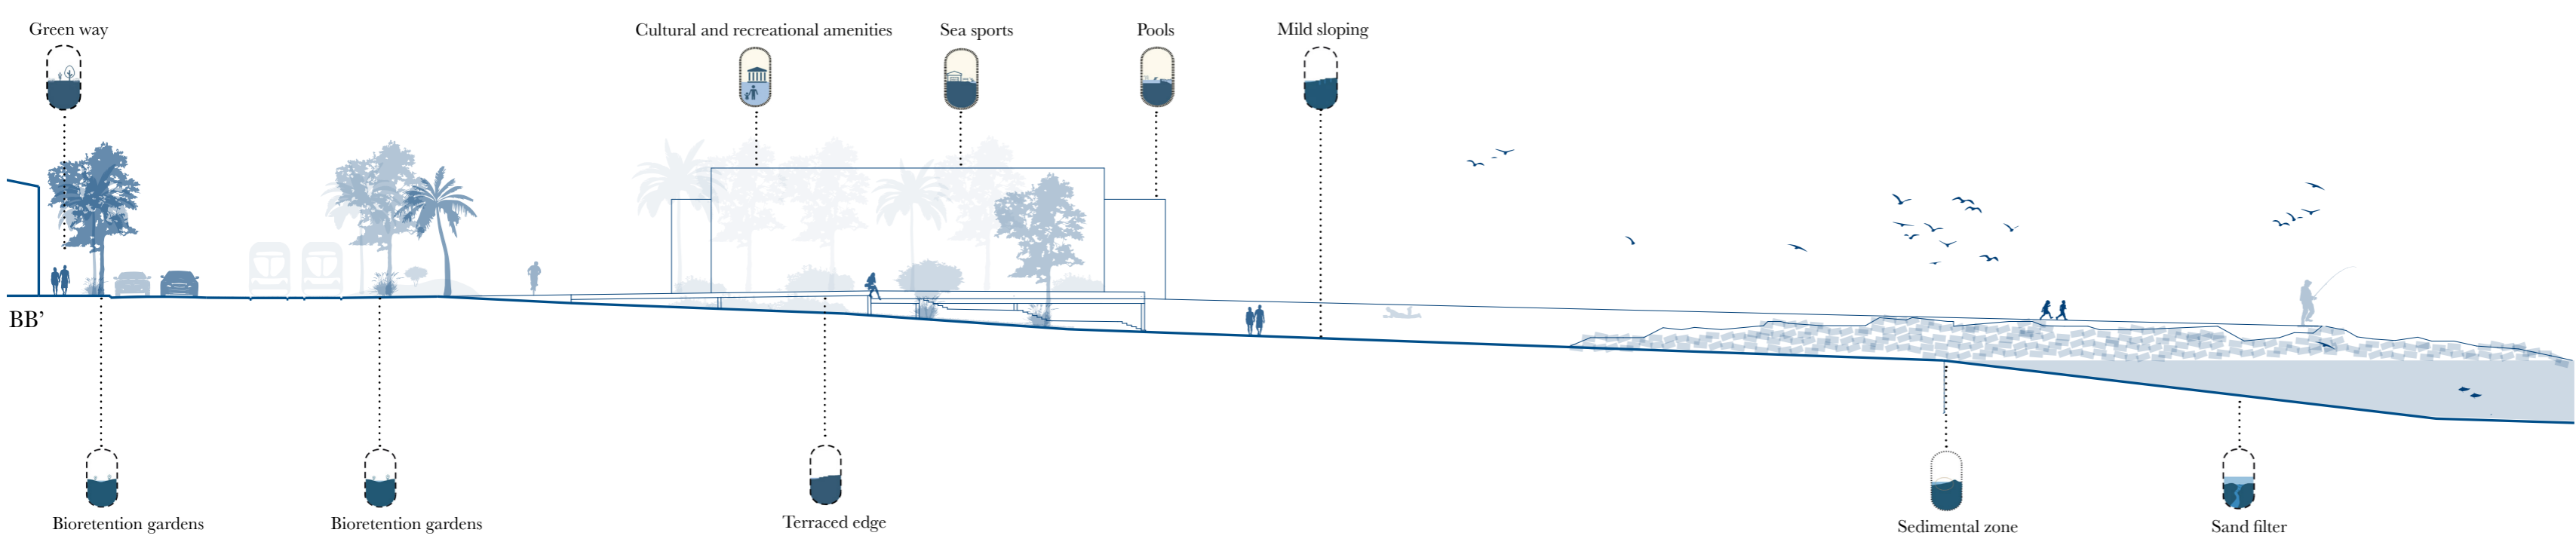 Green way
Cultural and recreational amenities
Sea sports
Pools
Mild sloping
BB’
Bioretention gardens
Bioretention gardens
Terraced edge
Sedimental zone
Sand filter